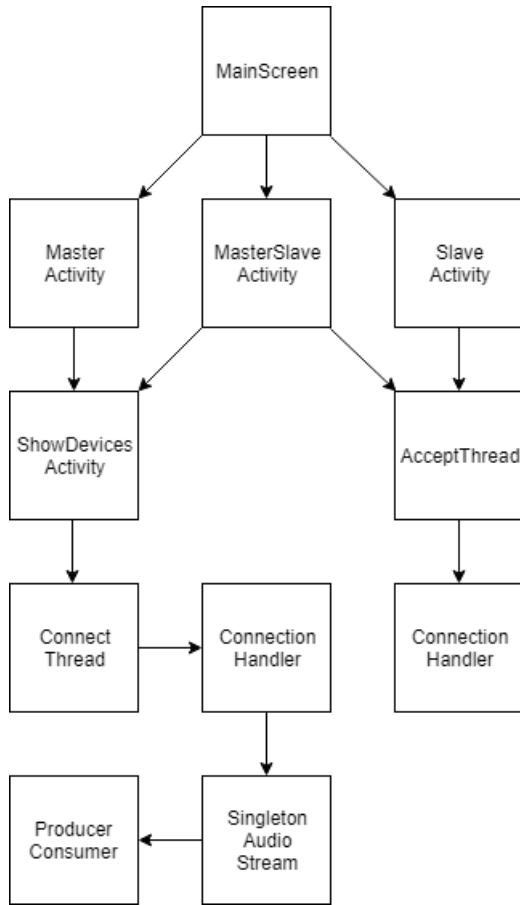 MainScreen
Master
Activity
MasterSlave
Activity
Slave
Activity
ShowDevices
Activity
AcceptThread
Connect
Thread
Connection
Handler
Connection
Handler
Producer
Consumer
Singleton
Audio
Stream